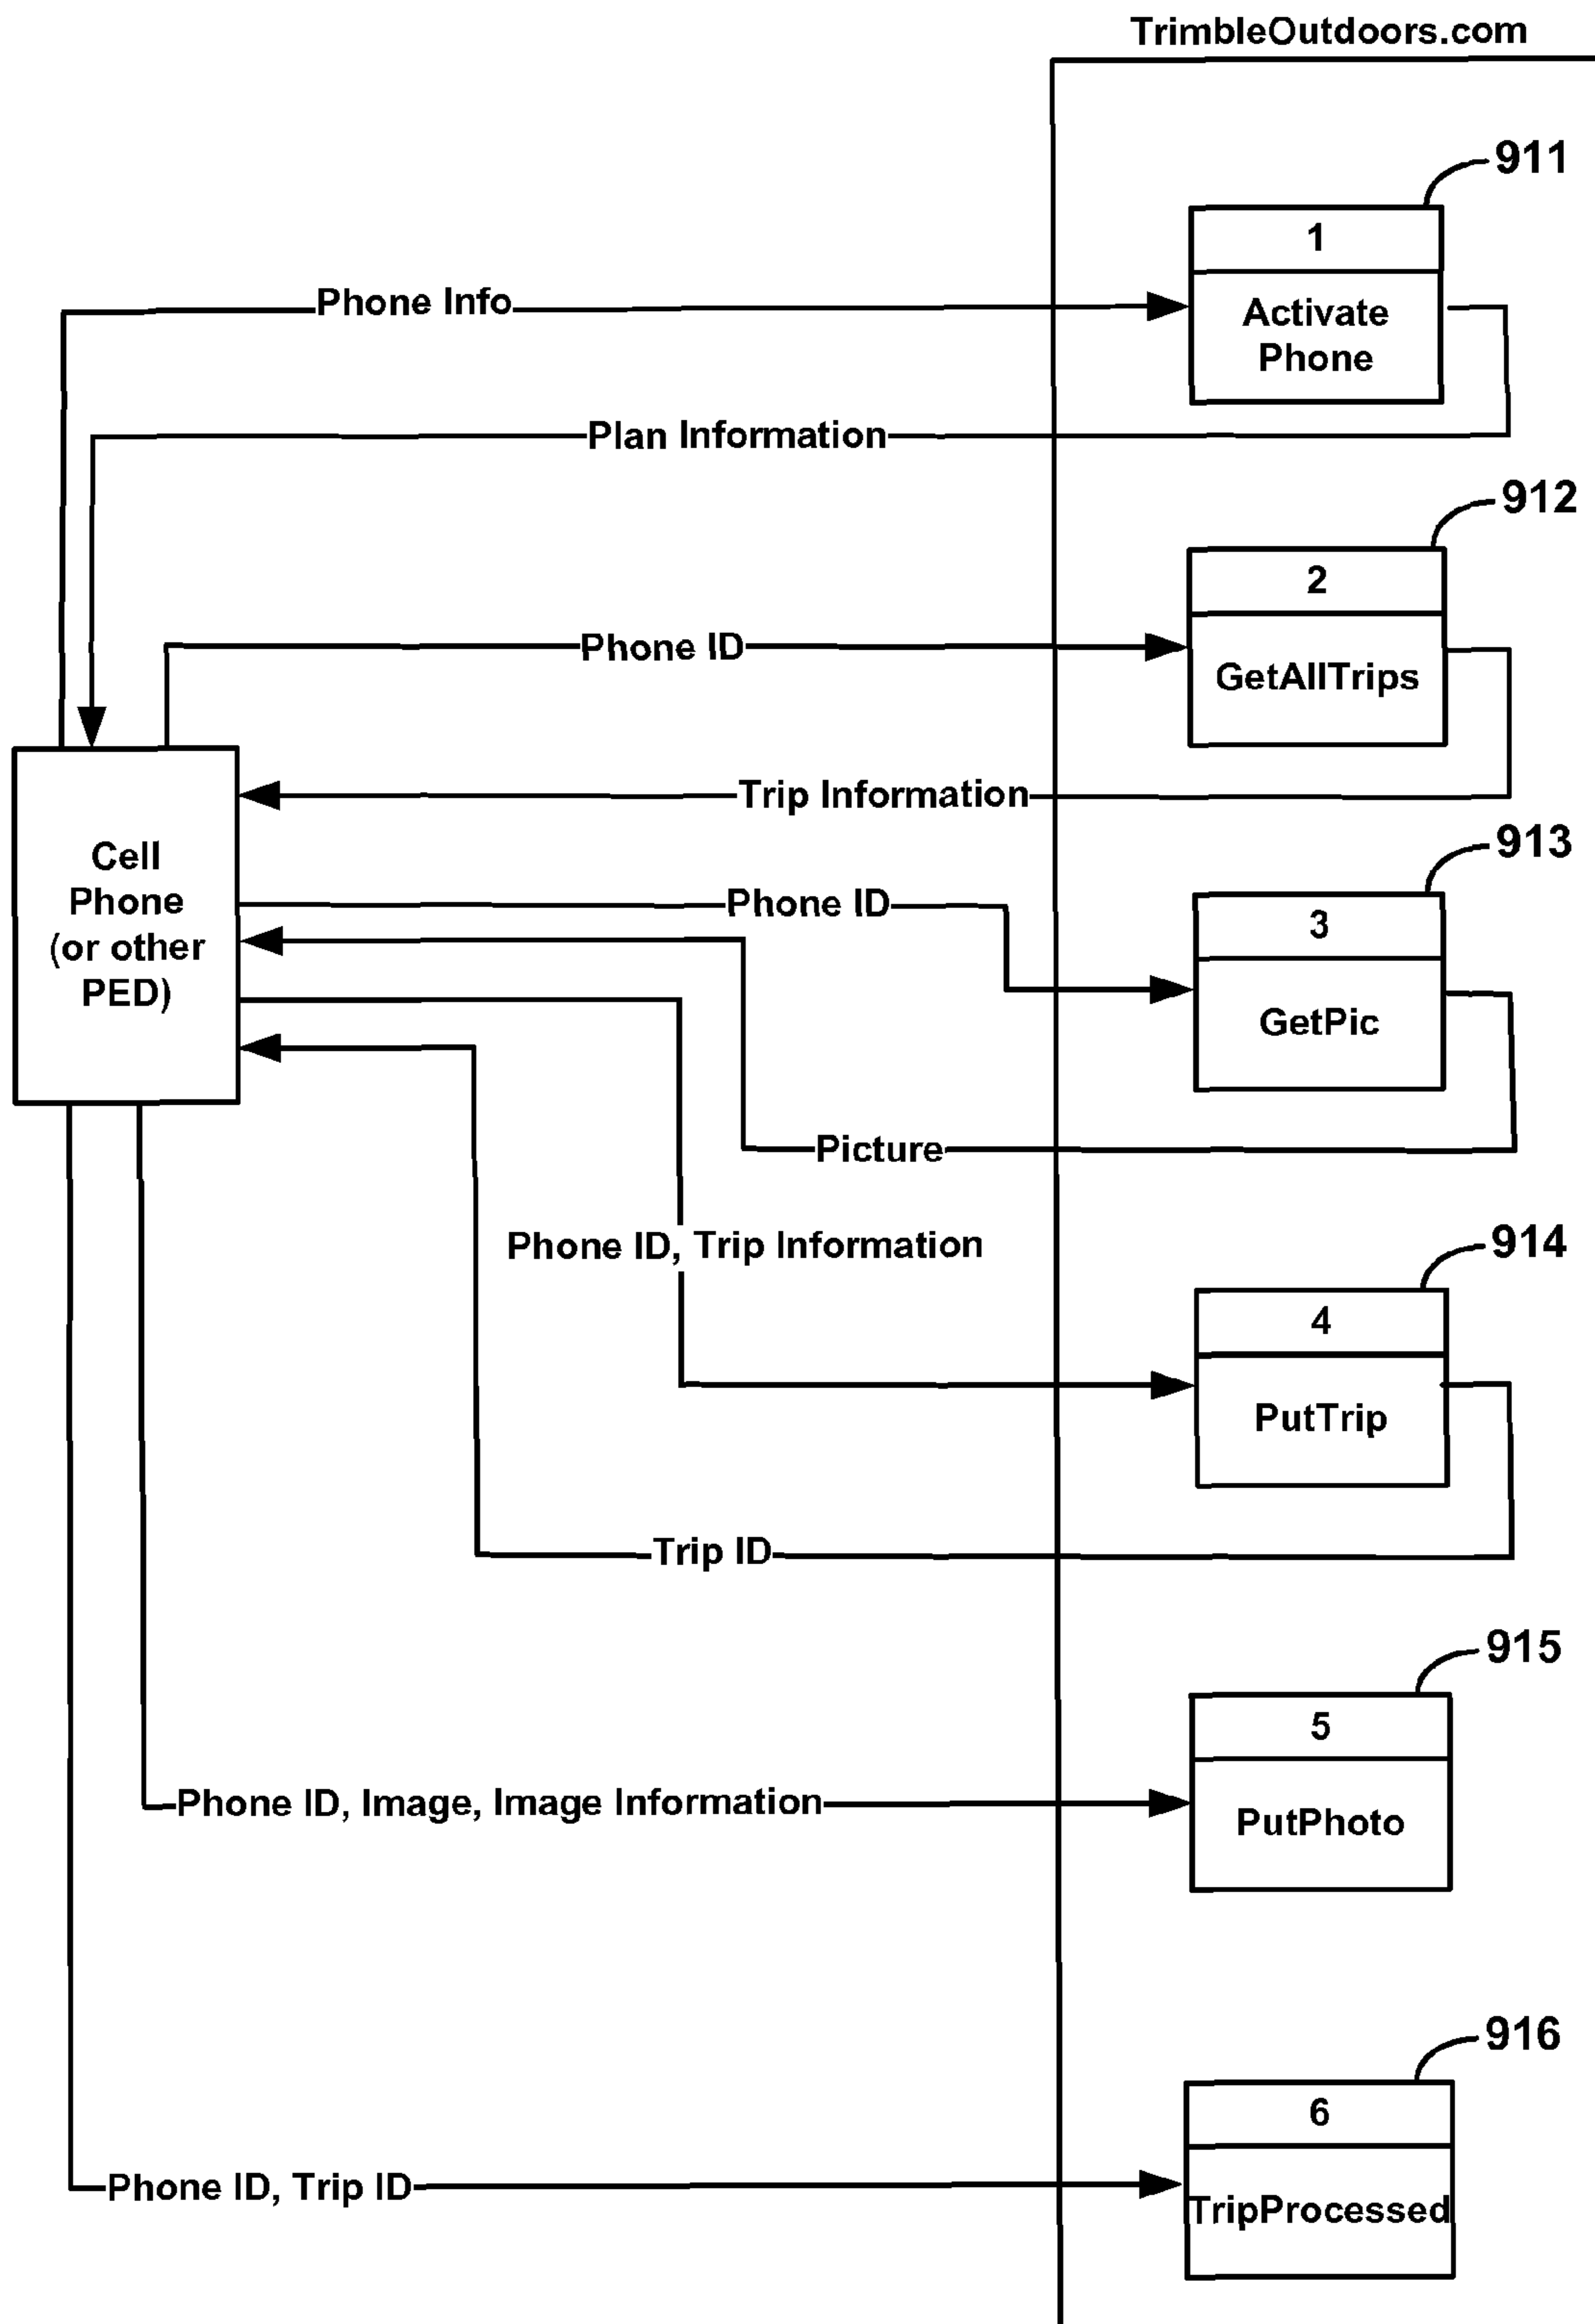 TrimbleOutdoors.com
911
1
Phone Info
Activate
Phone
Plan Information
912
2
Phone ID
GetAllTrips
Trip Information
913
Cell
Phone
(or other
PED)
Phone ID
3
GetPic
Picture
Phone ID, Trip Information
914
4
PutTrip
Trip ID
915
5
Phone ID, Image, Image Information
PutPhoto
916
6
Phone ID, Trip ID
TripProcessed